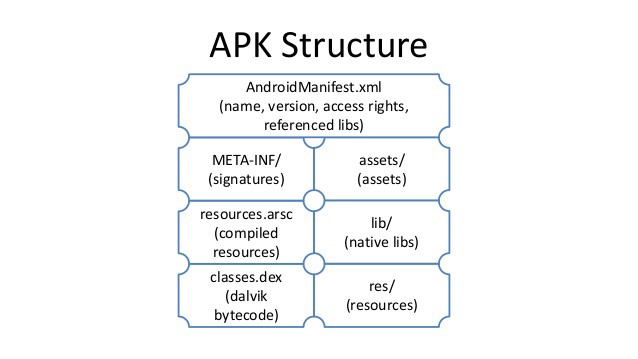 APK Structure
AndroidManifest.xml
(name, version, access rights,
referenced libs)
META-INF/
(signatures)
assets/
(assets)
resources.arsc
(compiled
resources)
lib/
(native libs)
classes.dex
(dalvik
bytecode)
res/
(resources)